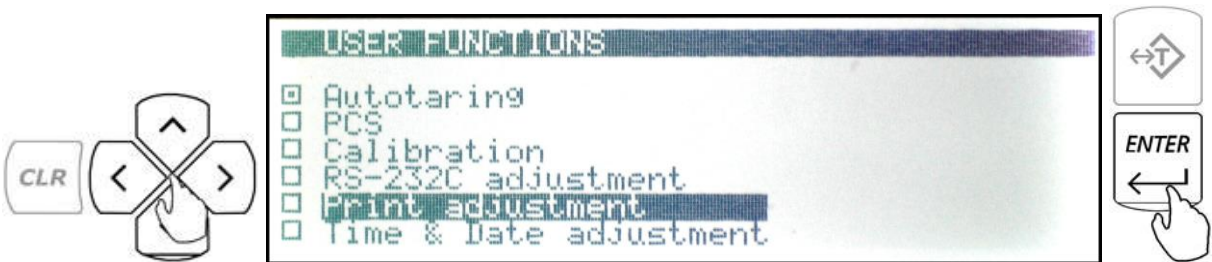 USER FUNCTIONS
Autotaring
PCS
Calibration
RS-232C adjustment
Print adjustment
Time & Date adjustment
CLR
T
ENTER